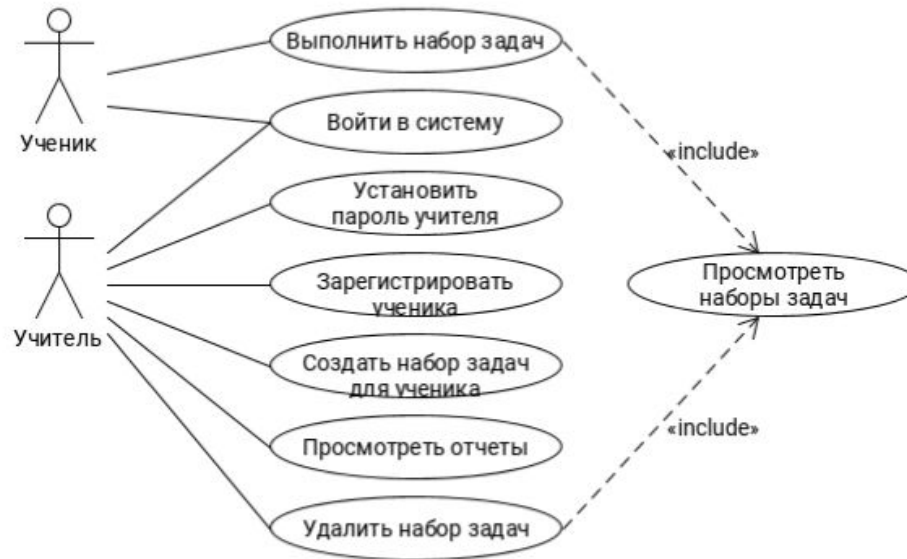 Выполнить набор задач
Войти в систему
Ученик
«include»
Установить
пароль учителя
Зарегистрировать
ученика
Просмотреть
наборы задач
Учитель
Создать набор задач
для ученика
Просмотреть отчеты
«include»
Удалить набор задач